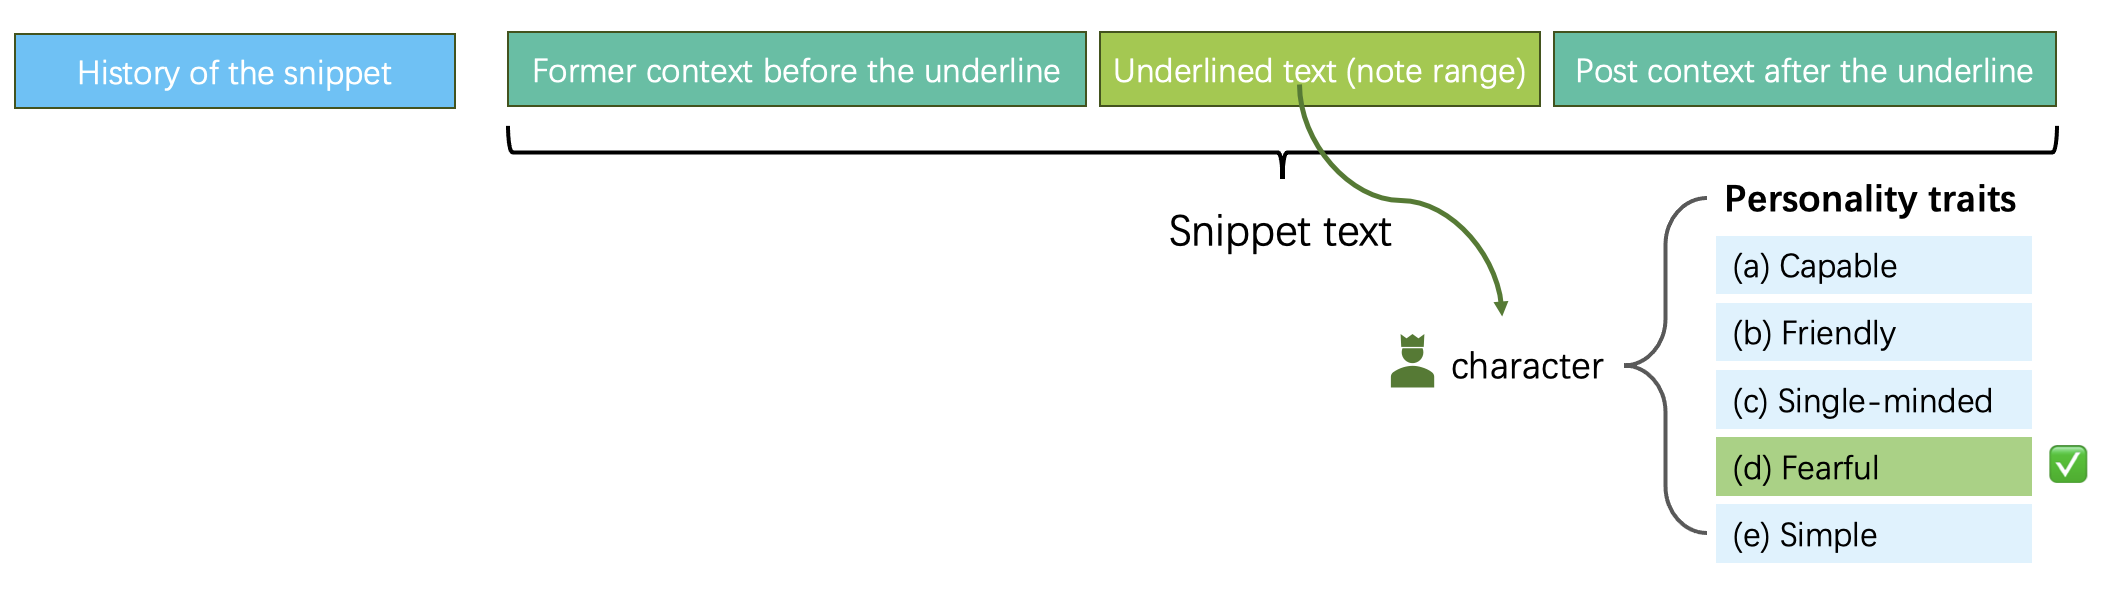 History of the snippet
Former context before the underline
Underlined text (note range)
Post context after the underline
Snippet text
character
Personality traits
(a) Capable
(b) Friendly
(c) Single-minded
(d) Fearful
(e) Simple